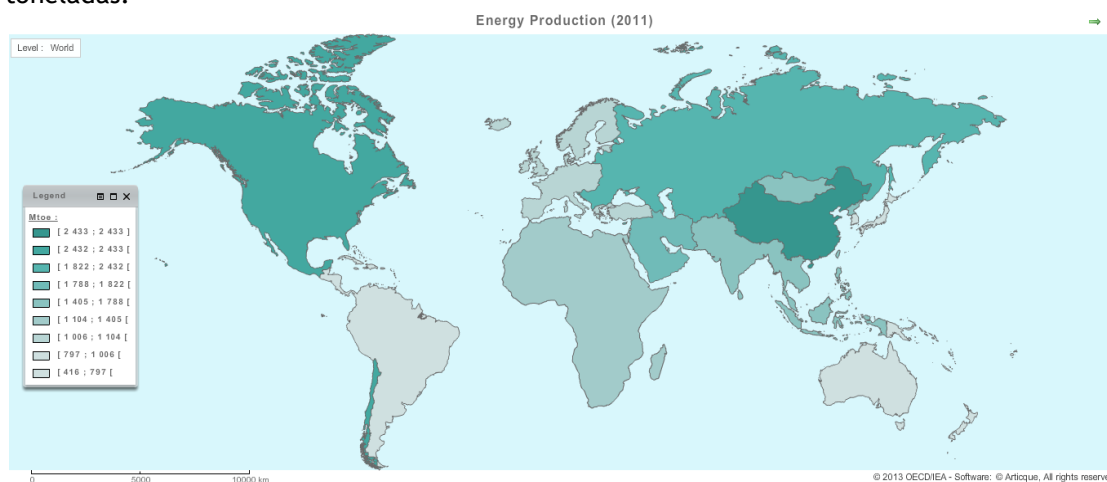 toneladas.
Energy Production (2011)
Level : World
Legend
Mtoe :
[ 2 433 ; 2 433 ]
[ 2 432 ; 2 433 [
[ 1 822 ; 2 432 [
[ 1 788 ; 1 822 [
[ 1 405 ; 1 788 [
[ 1 104 ; 1 405 [
[ 1 006 ; 1 104 [
[ 797 ; 1 006 [
[ 416 ; 797 [
0 5000 10000 km
© 2013 OECD/IEA - Software: © Articque, All rights reserve